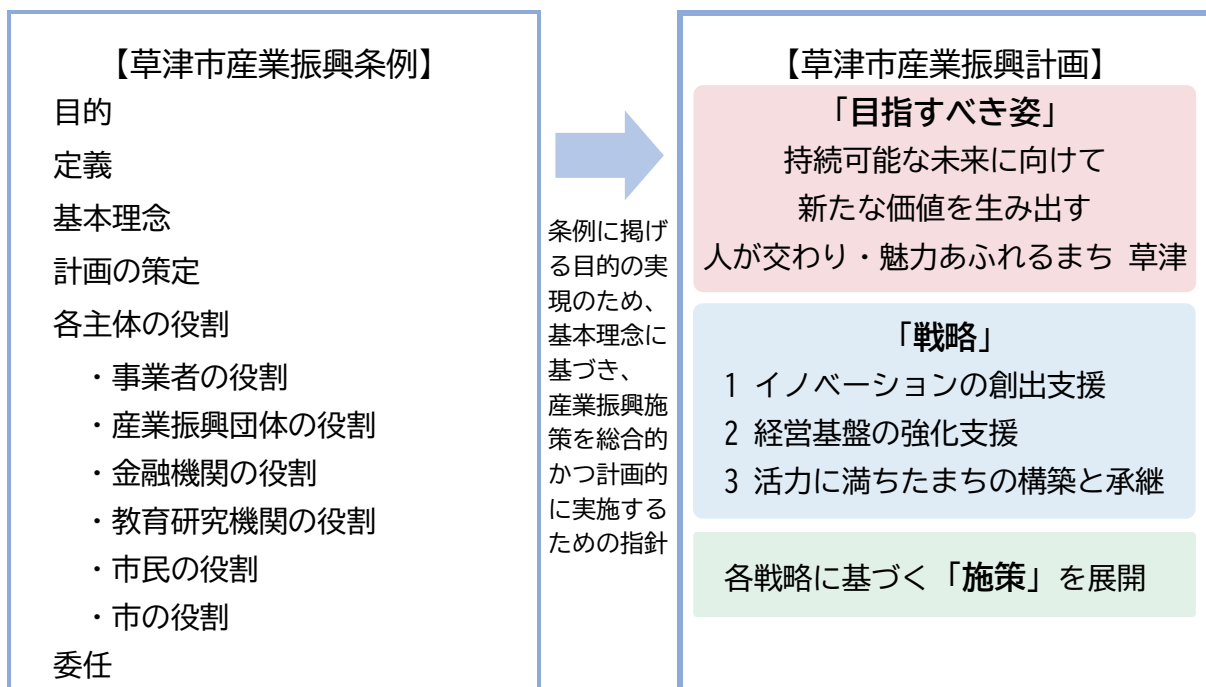 【草津市産業振興条例】
目的
定義
基本理念
計画の策定
各主体の役割
・事業者の役割
・産業振興団体の役割
・金融機関の役割
・教育研究機関の役割
・市民の役割
・市の役割
委任
条例に掲げ
る目的の実
現のため、
基本理念に
基づき、
産業振興施
策を総合的
かつ計画的
に実施する
ための指針
【草津市産業振興計画】
「目指すべき姿」
持続可能な未来に向けて
新たな価値を生み出す
人が交わり・魅力あふれるまち 草津
「戦略」
1 イノベーションの創出支援
2 経営基盤の強化支援
3 活力に満ちたまちの構築と承継
各戦略に基づく「施策」を展開